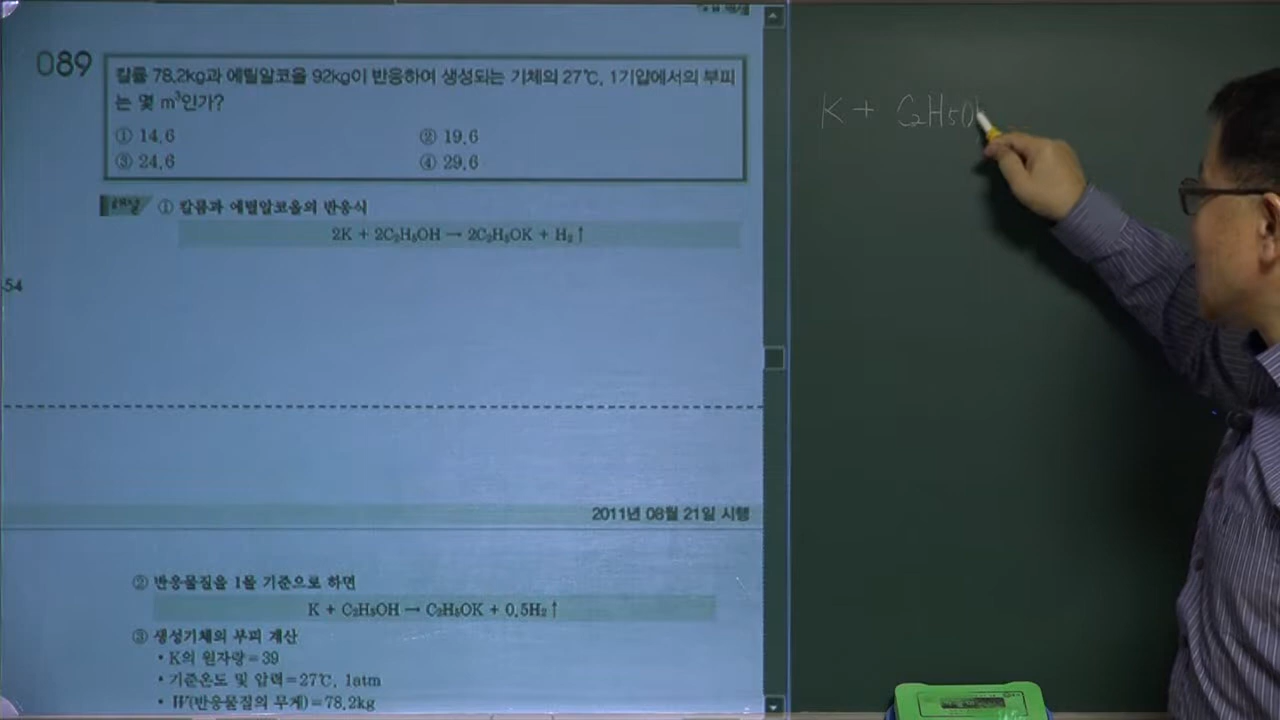 089
칼륨 78.2kg과 에틸알코올 92kg이 반응하여 생성되는 기체의 27℃, 1기압에서의 부피
는 몇 m³인가?
① 14.6 ② 19.6
③ 24.6 ④ 29.6
해설 ① 칼륨과 에틸알코올의 반응식
2K + 2C₂H₅OH → 2C₂H₅OK + H₂↑
54
2011년 08월 21일 시행
② 반응물질을 1몰 기준으로 하면
K + C₂H₅OH → C₂H₅OK + 0.5H₂↑
③ 생성기체의 부피 계산
• K의 원자량=39
• 기준온도 및 압력=27℃, 1atm
• W(반응물질의 무게)=78.2kg
K + C₂H₅O